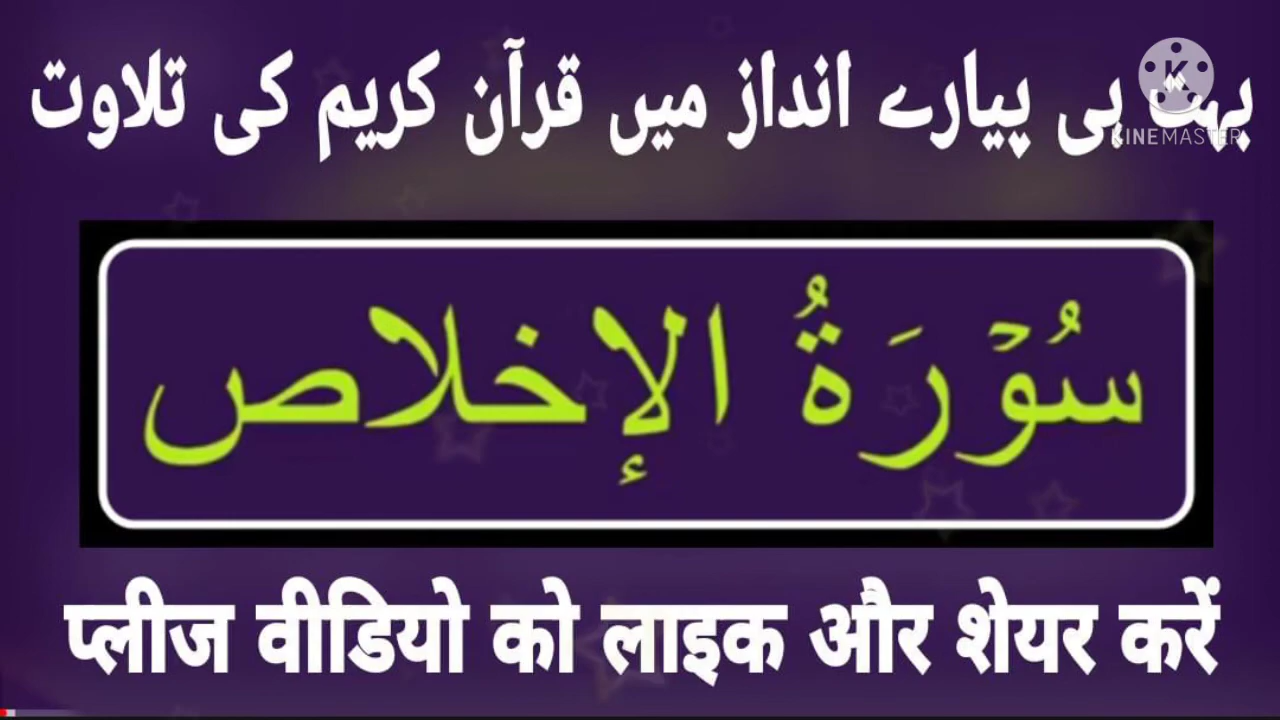 بہت ہی پیارے انداز میں قرآن کریم کی تلاوت
KINEMASTER
سُوۡرَةُ الإخلاص
प्लीज वीडियो को लाइक और शेयर करें